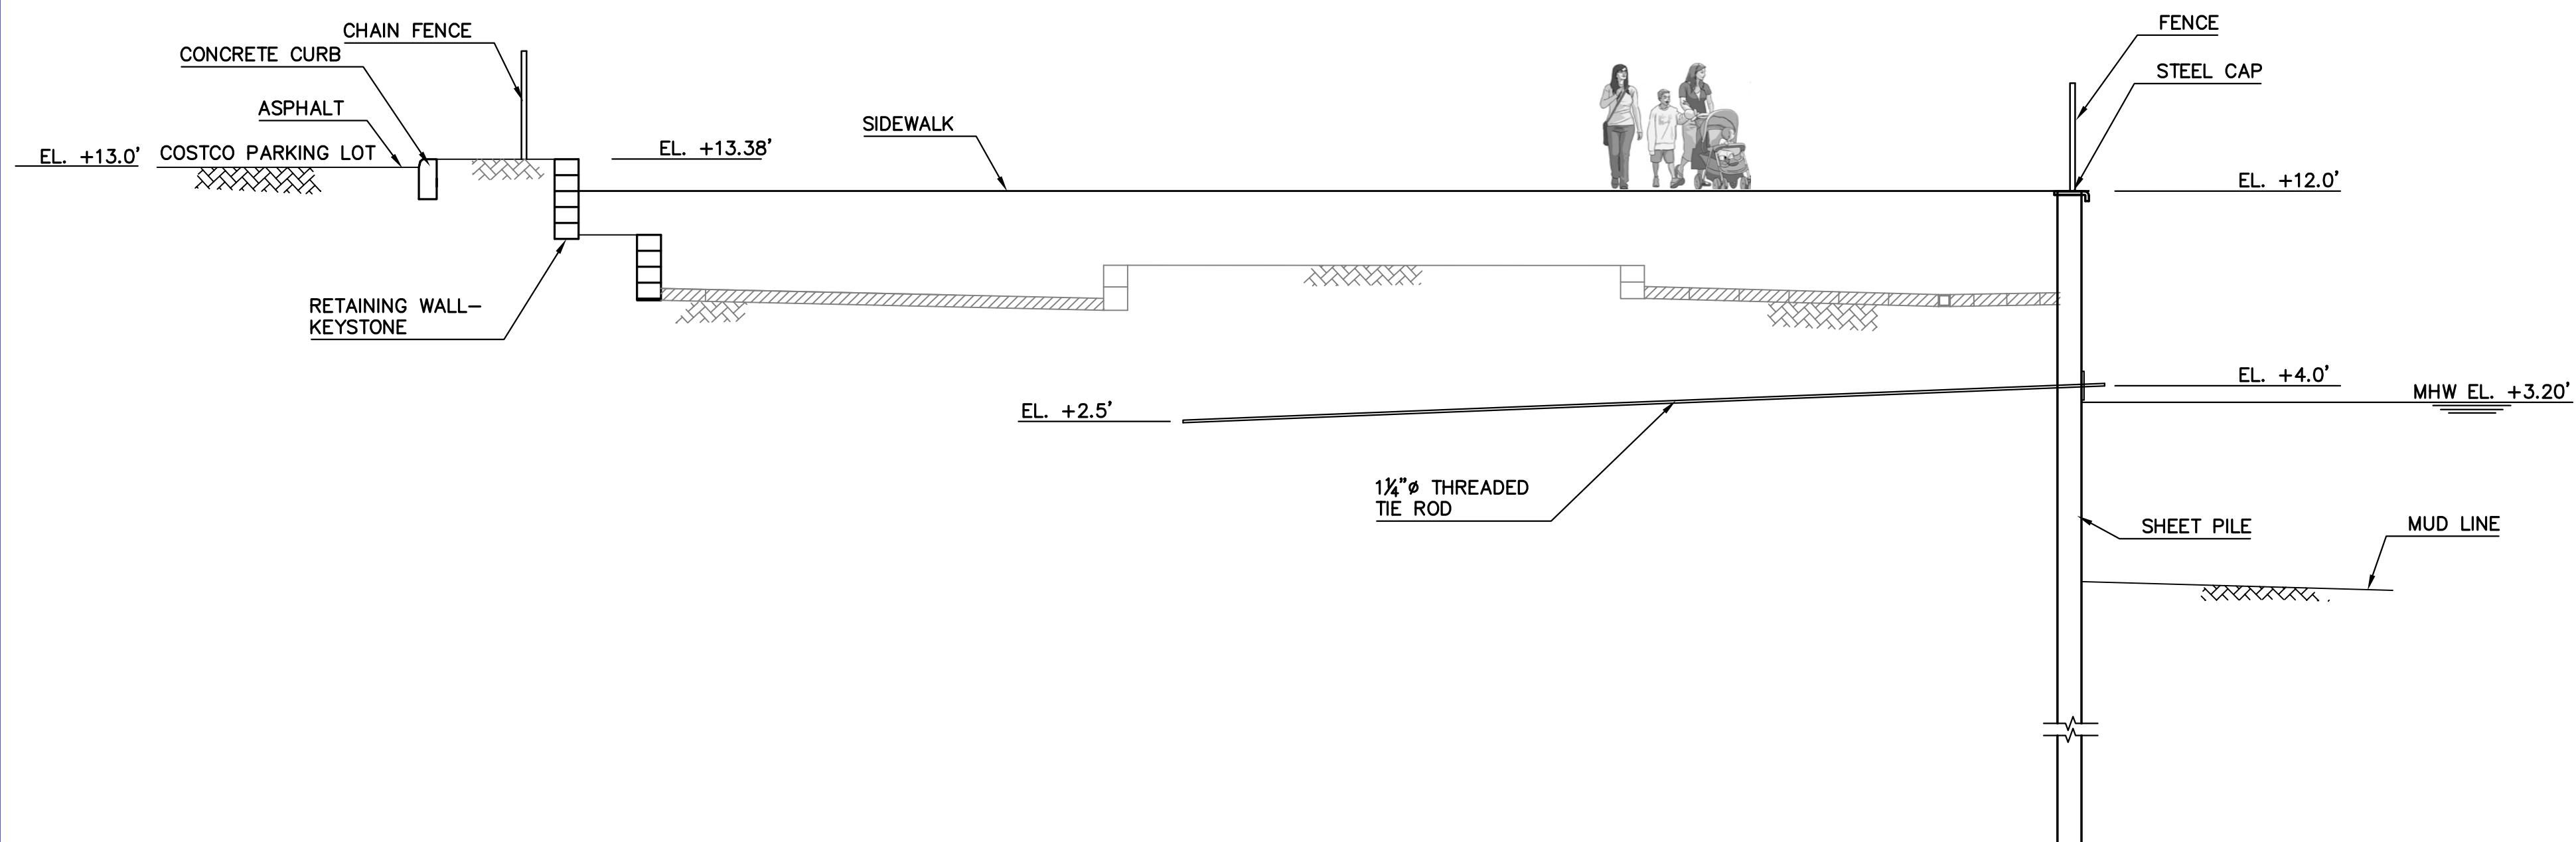 CHAIN FENCE
CONCRETE CURB
ASPHALT
EL. +13.0'
COSTCO PARKING LOT
EL. +13.38'
SIDEWALK
FENCE
STEEL CAP
EL. +12.0'
RETAINING WALL–
KEYSTONE
EL. +2.5'
EL. +4.0'
MHW EL. +3.20'
1¼"ø THREADED
TIE ROD
SHEET PILE
MUD LINE